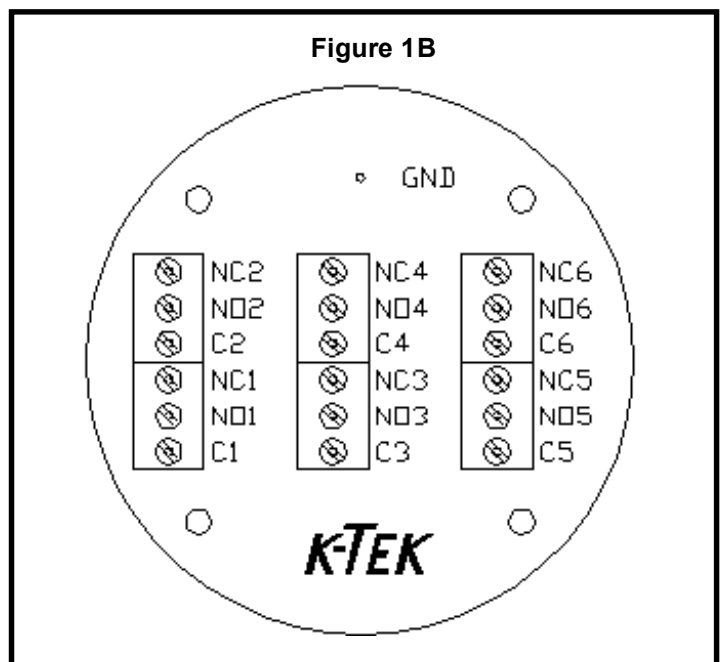 Figure 1B
GND
NC2 NC4 NC6
NO2 NO4 NO6
C2 C4 C6
NC1 NC3 NC5
NO1 NO3 NO5
C1 C3 C5
K-TEK